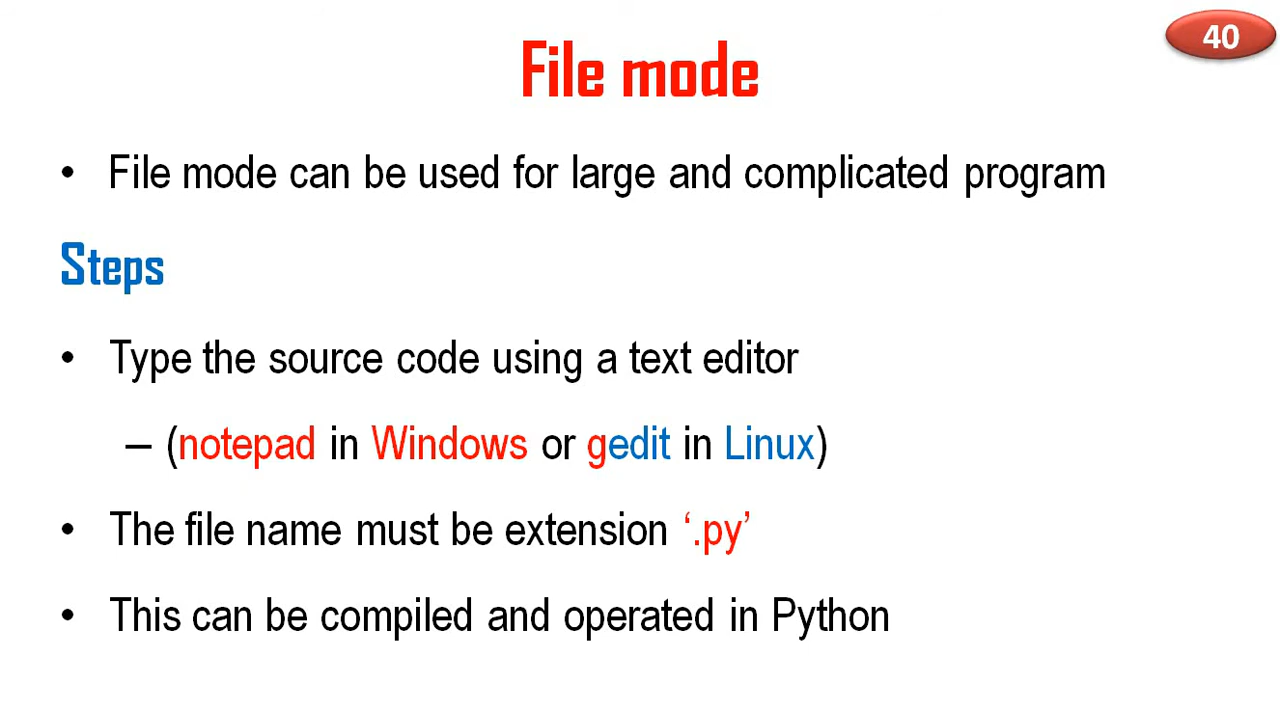 40
File mode
• File mode can be used for large and complicated program
Steps
• Type the source code using a text editor
– (notepad in Windows or gedit in Linux)
• The file name must be extension ‘.py’
• This can be compiled and operated in Python